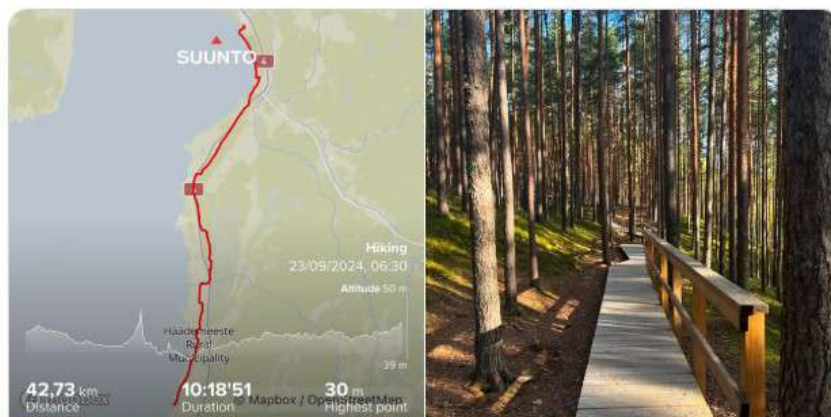 SUUNTO
4
Hiking
23/09/2024, 06:30
Altitude 50 m
-39 m
Häädemeeste
Rural
Municipality
42,73 km
Distance
10:18'51
Duration
30 m
Highest point
© Mapbox / OpenStreetMap